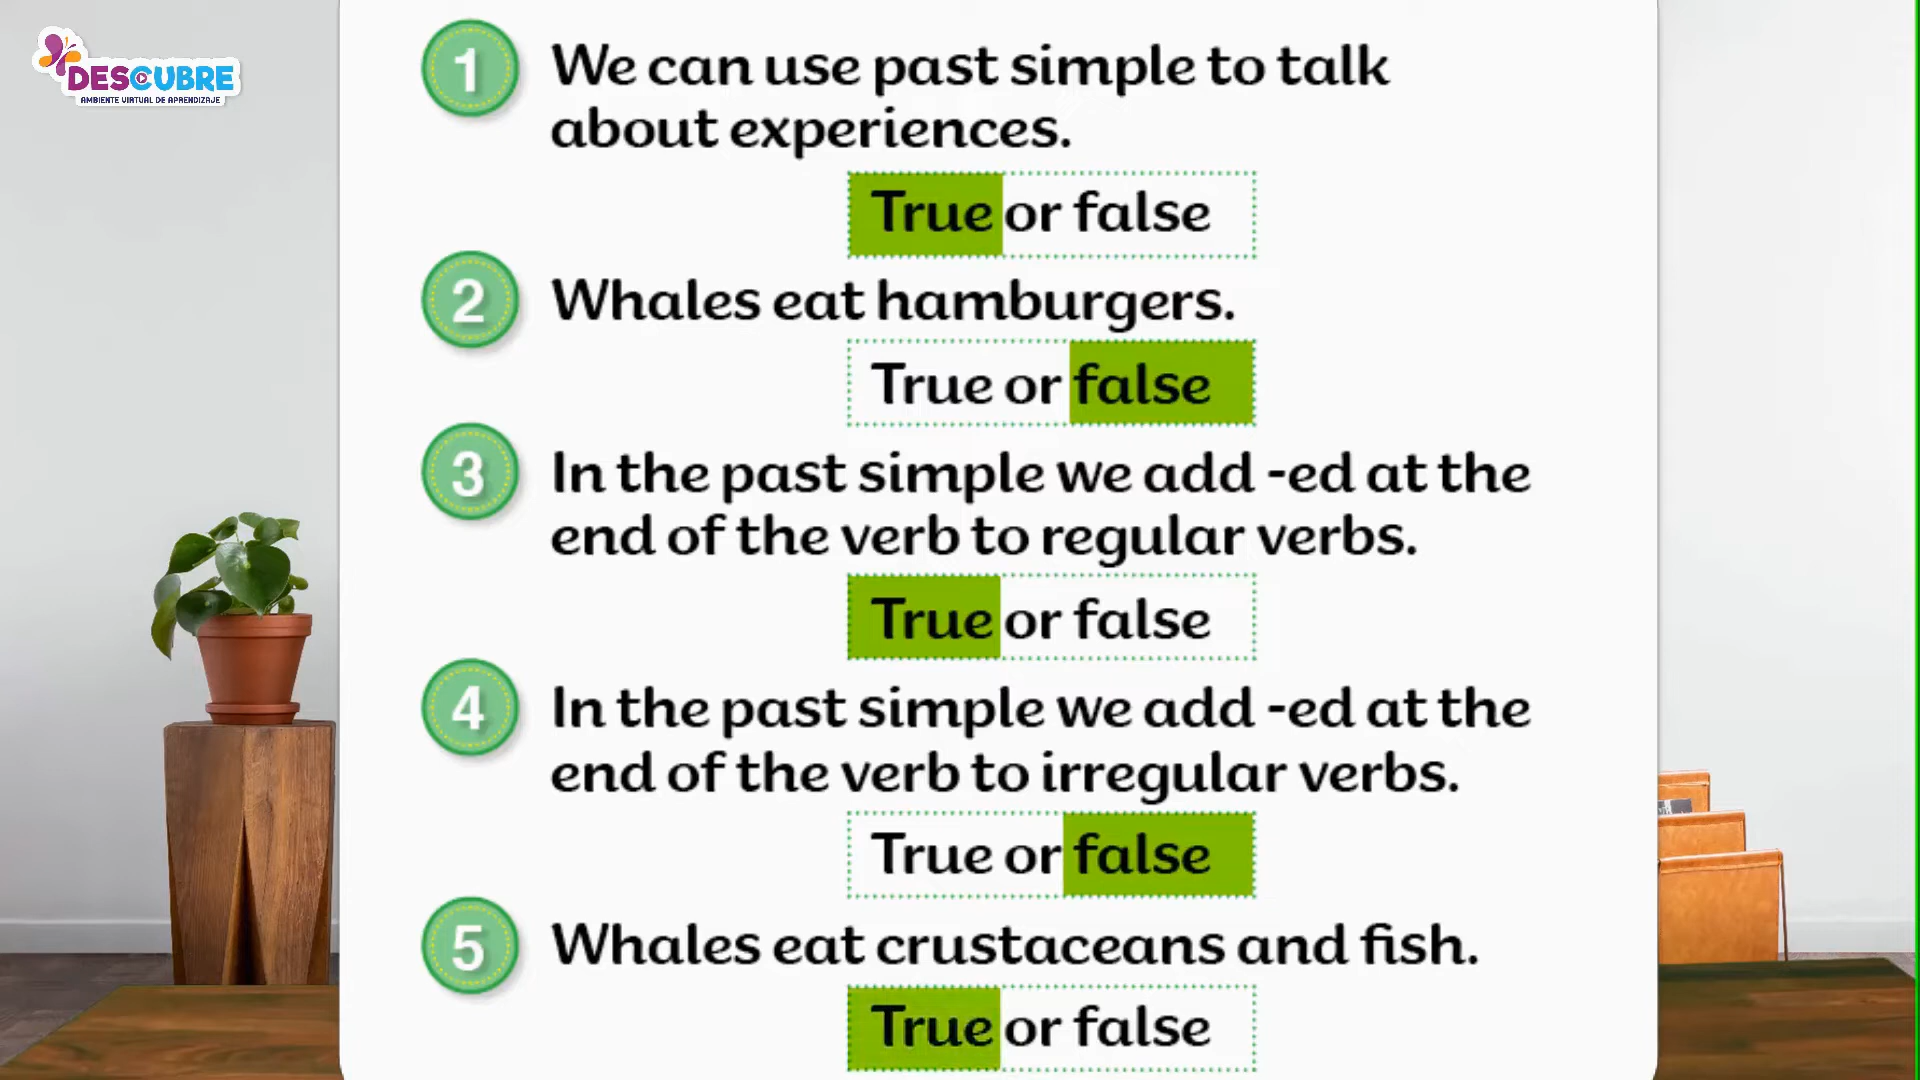 DESCUBRE
AMBIENTE VIRTUAL DE APRENDIZAJE
1 We can use past simple to talk
about experiences.
True or false
2 Whales eat hamburgers.
True or false
3 In the past simple we add -ed at the
end of the verb to regular verbs.
True or false
4 In the past simple we add -ed at the
end of the verb to irregular verbs.
True or false
5 Whales eat crustaceans and fish.
True or false